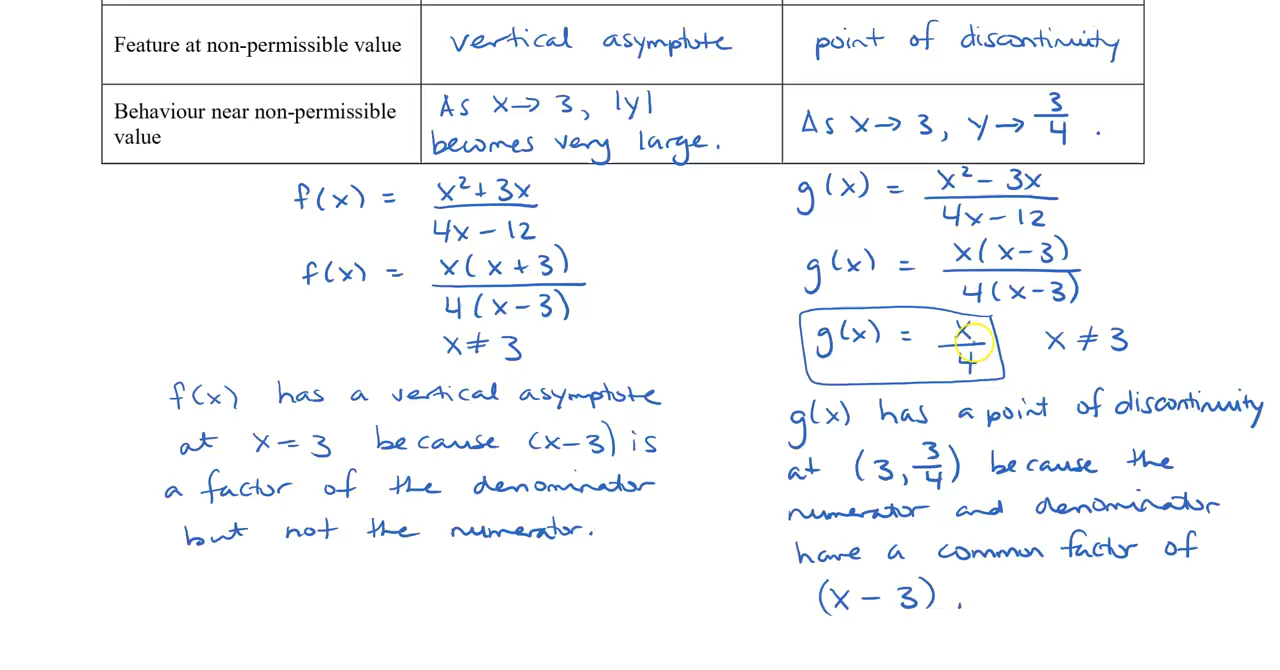 Feature at non-permissible value vertical asymptote point of discontinuity
Behaviour near non-permissible value As x→ 3, |y| becomes very large. As x→ 3, y→ 3/4 .
f(x) = x²+3x / 4x-12
f(x) = x(x+3) / 4(x-3)
x≠ 3
f(x) has a vertical asymptote
at x=3 because (x-3) is
a factor of the denominator
but not the numerator.
g(x) = x²-3x / 4x-12
g(x) = x(x-3) / 4(x-3)
g(x) = x/4 x≠3
g(x) has a point of discontinuity
at (3, 3/4) because the
numerator and denominator
have a common factor of
(x-3).